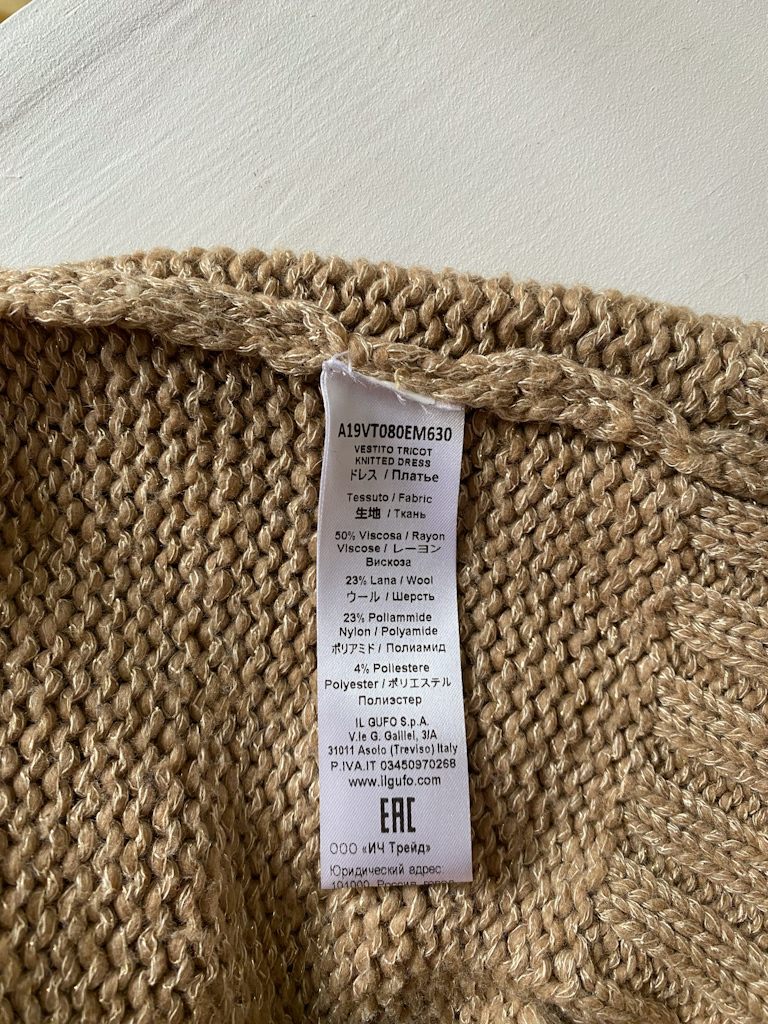 A19VT080EM630
VESTITO TRICOT
KNITTED DRESS
ドレス / Платье
Tessuto / Fabric
生地 / Ткань
50% Viscosa / Rayon
Viscose / レーヨン
Вискоза
23% Lana / Wool
ウール / Шерсть
23% Poliammide
Nylon / Polyamide
ポリアミド / Полиамид
4% Poliestere
Polyester / ポリエステル
Полиэстер
IL GUFO S.p.A.
V.le G. Galilei, 3/A
31011 Asolo (Treviso) Italy
P.IVA.IT 03450970268
www.ilgufo.com
EAC
ООО «ИЧ Трейд»
Юридический адрес:
101000, Россия, город